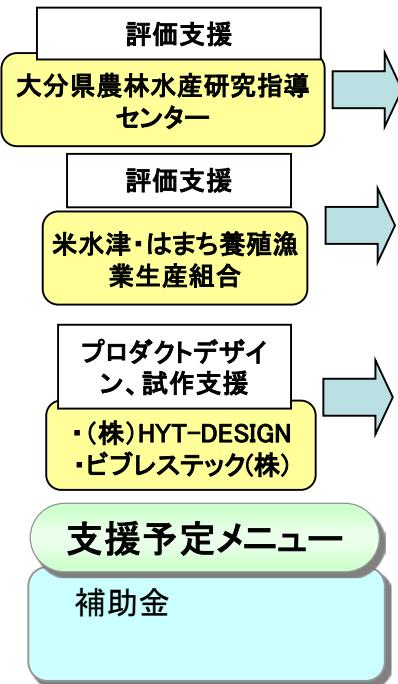 評価支援
大分県農林水産研究指導
センター
評価支援
米水津・はまち養殖漁
業生産組合
プロダクトデザイ
ン、試作支援
・（株）HYT-DESIGN
・ビブレステック(株)
支援予定メニュー
補助金